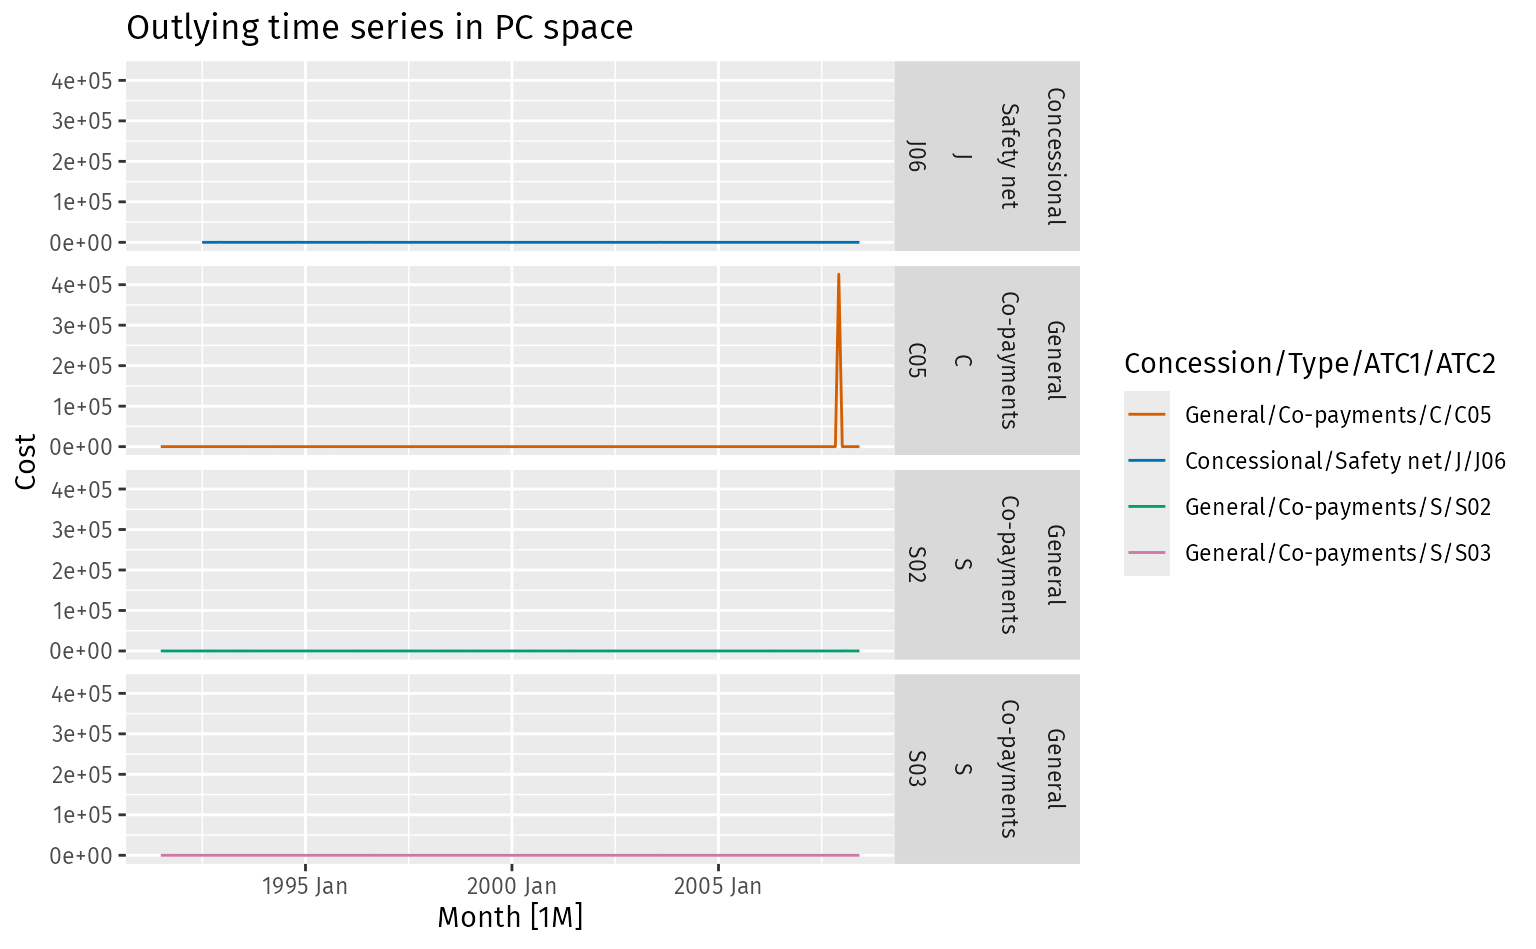 Outlying time series in PC space
4e+05
3e+05
2e+05
1e+05
0e+00
Concessional
Safety net
J
J06
4e+05
3e+05
2e+05
1e+05
0e+00
General
Co-payments
C
C05
4e+05
3e+05
2e+05
1e+05
0e+00
General
Co-payments
S
S02
4e+05
3e+05
2e+05
1e+05
0e+00
General
Co-payments
S
S03
Cost
1995 Jan
2000 Jan
2005 Jan
Month [1M]
Concession/Type/ATC1/ATC2
General/Co-payments/C/C05
Concessional/Safety net/J/J06
General/Co-payments/S/S02
General/Co-payments/S/S03